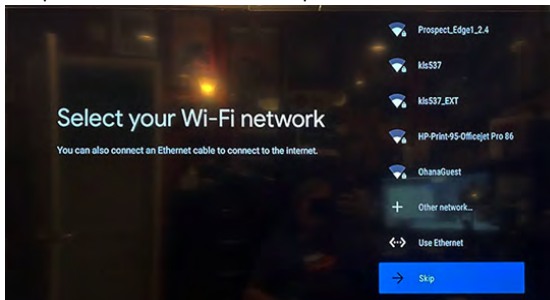 Select your Wi-Fi network
You can also connect an Ethernet cable to connect to the internet.
Prospect_Edge1_2.4
kls537
kls537_EXT
HP-Print-95-Officejet Pro 86
OhanaGuest
Other network...
Use Ethernet
Skip